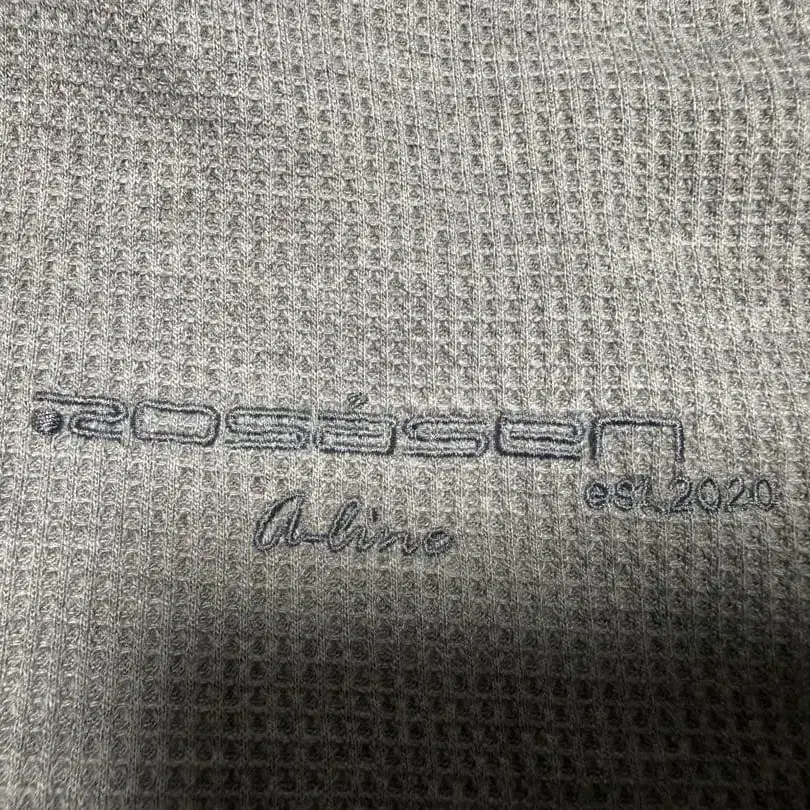 ROSáSEN
est.2020
A-line